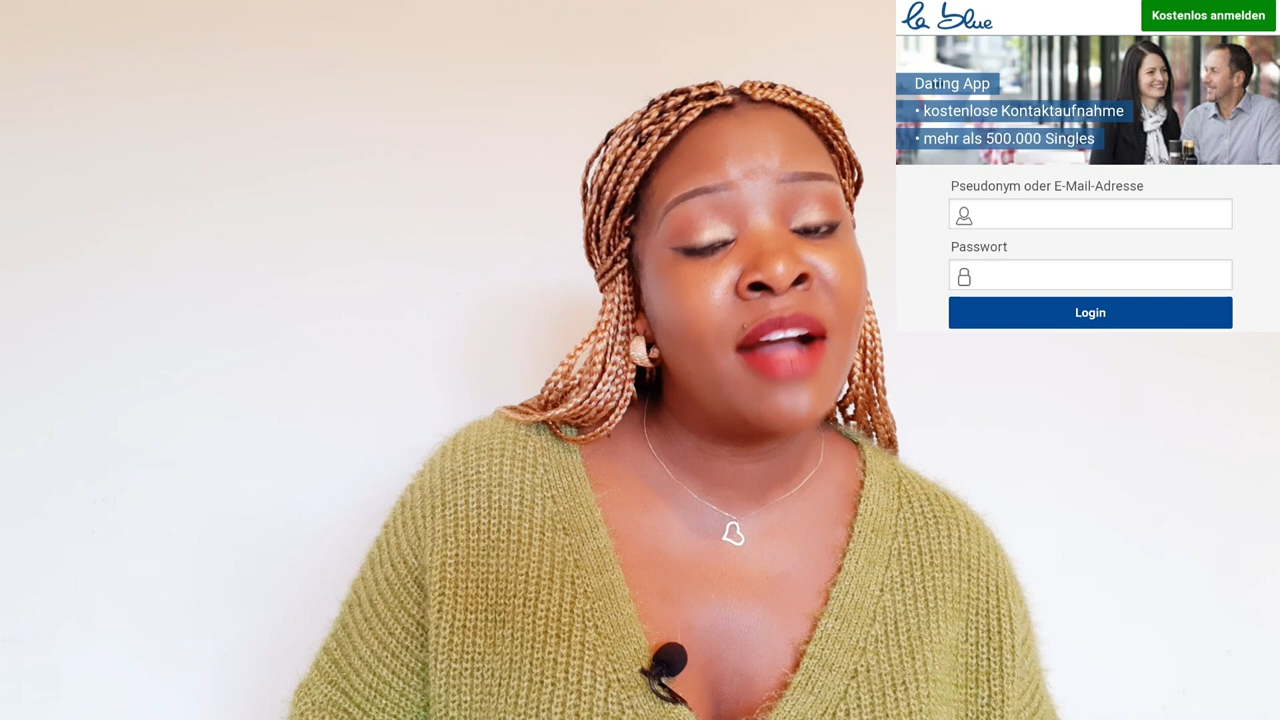 la blue
Kostenlos anmelden
Dating App
• kostenlose Kontaktaufnahme
• mehr als 500.000 Singles
Pseudonym oder E-Mail-Adresse
Passwort
Login